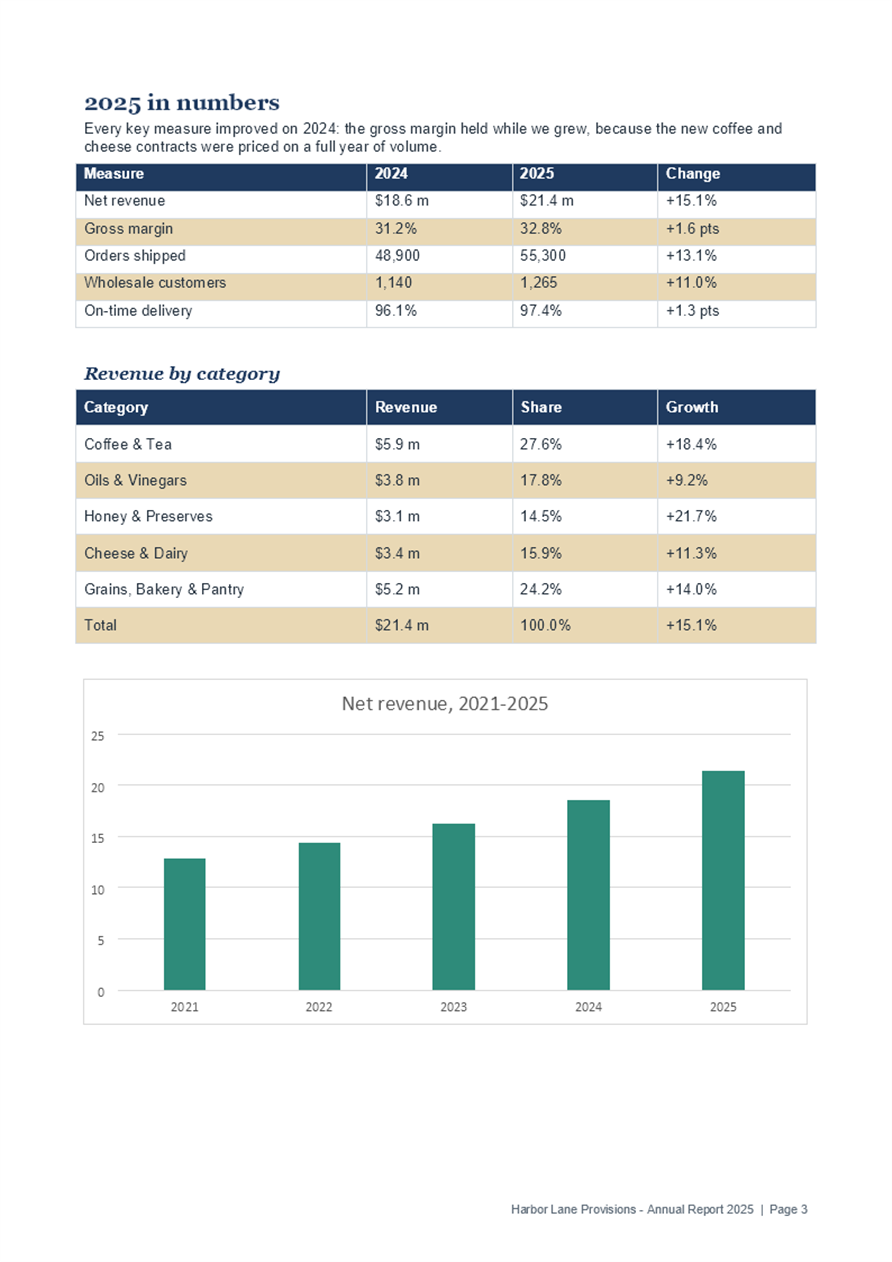 2025 in numbers
Every key measure improved on 2024: the gross margin held while we grew, because the new coffee and
cheese contracts were priced on a full year of volume.
Measure 2024 2025 Change
Net revenue $18.6 m $21.4 m +15.1%
Gross margin 31.2% 32.8% +1.6 pts
Orders shipped 48,900 55,300 +13.1%
Wholesale customers 1,140 1,265 +11.0%
On-time delivery 96.1% 97.4% +1.3 pts
Revenue by category
Category Revenue Share Growth
Coffee & Tea $5.9 m 27.6% +18.4%
Oils & Vinegars $3.8 m 17.8% +9.2%
Honey & Preserves $3.1 m 14.5% +21.7%
Cheese & Dairy $3.4 m 15.9% +11.3%
Grains, Bakery & Pantry $5.2 m 24.2% +14.0%
Total $21.4 m 100.0% +15.1%
Net revenue, 2021-2025
25
20
15
10
5
0
2021 2022 2023 2024 2025
Harbor Lane Provisions - Annual Report 2025 | Page 3